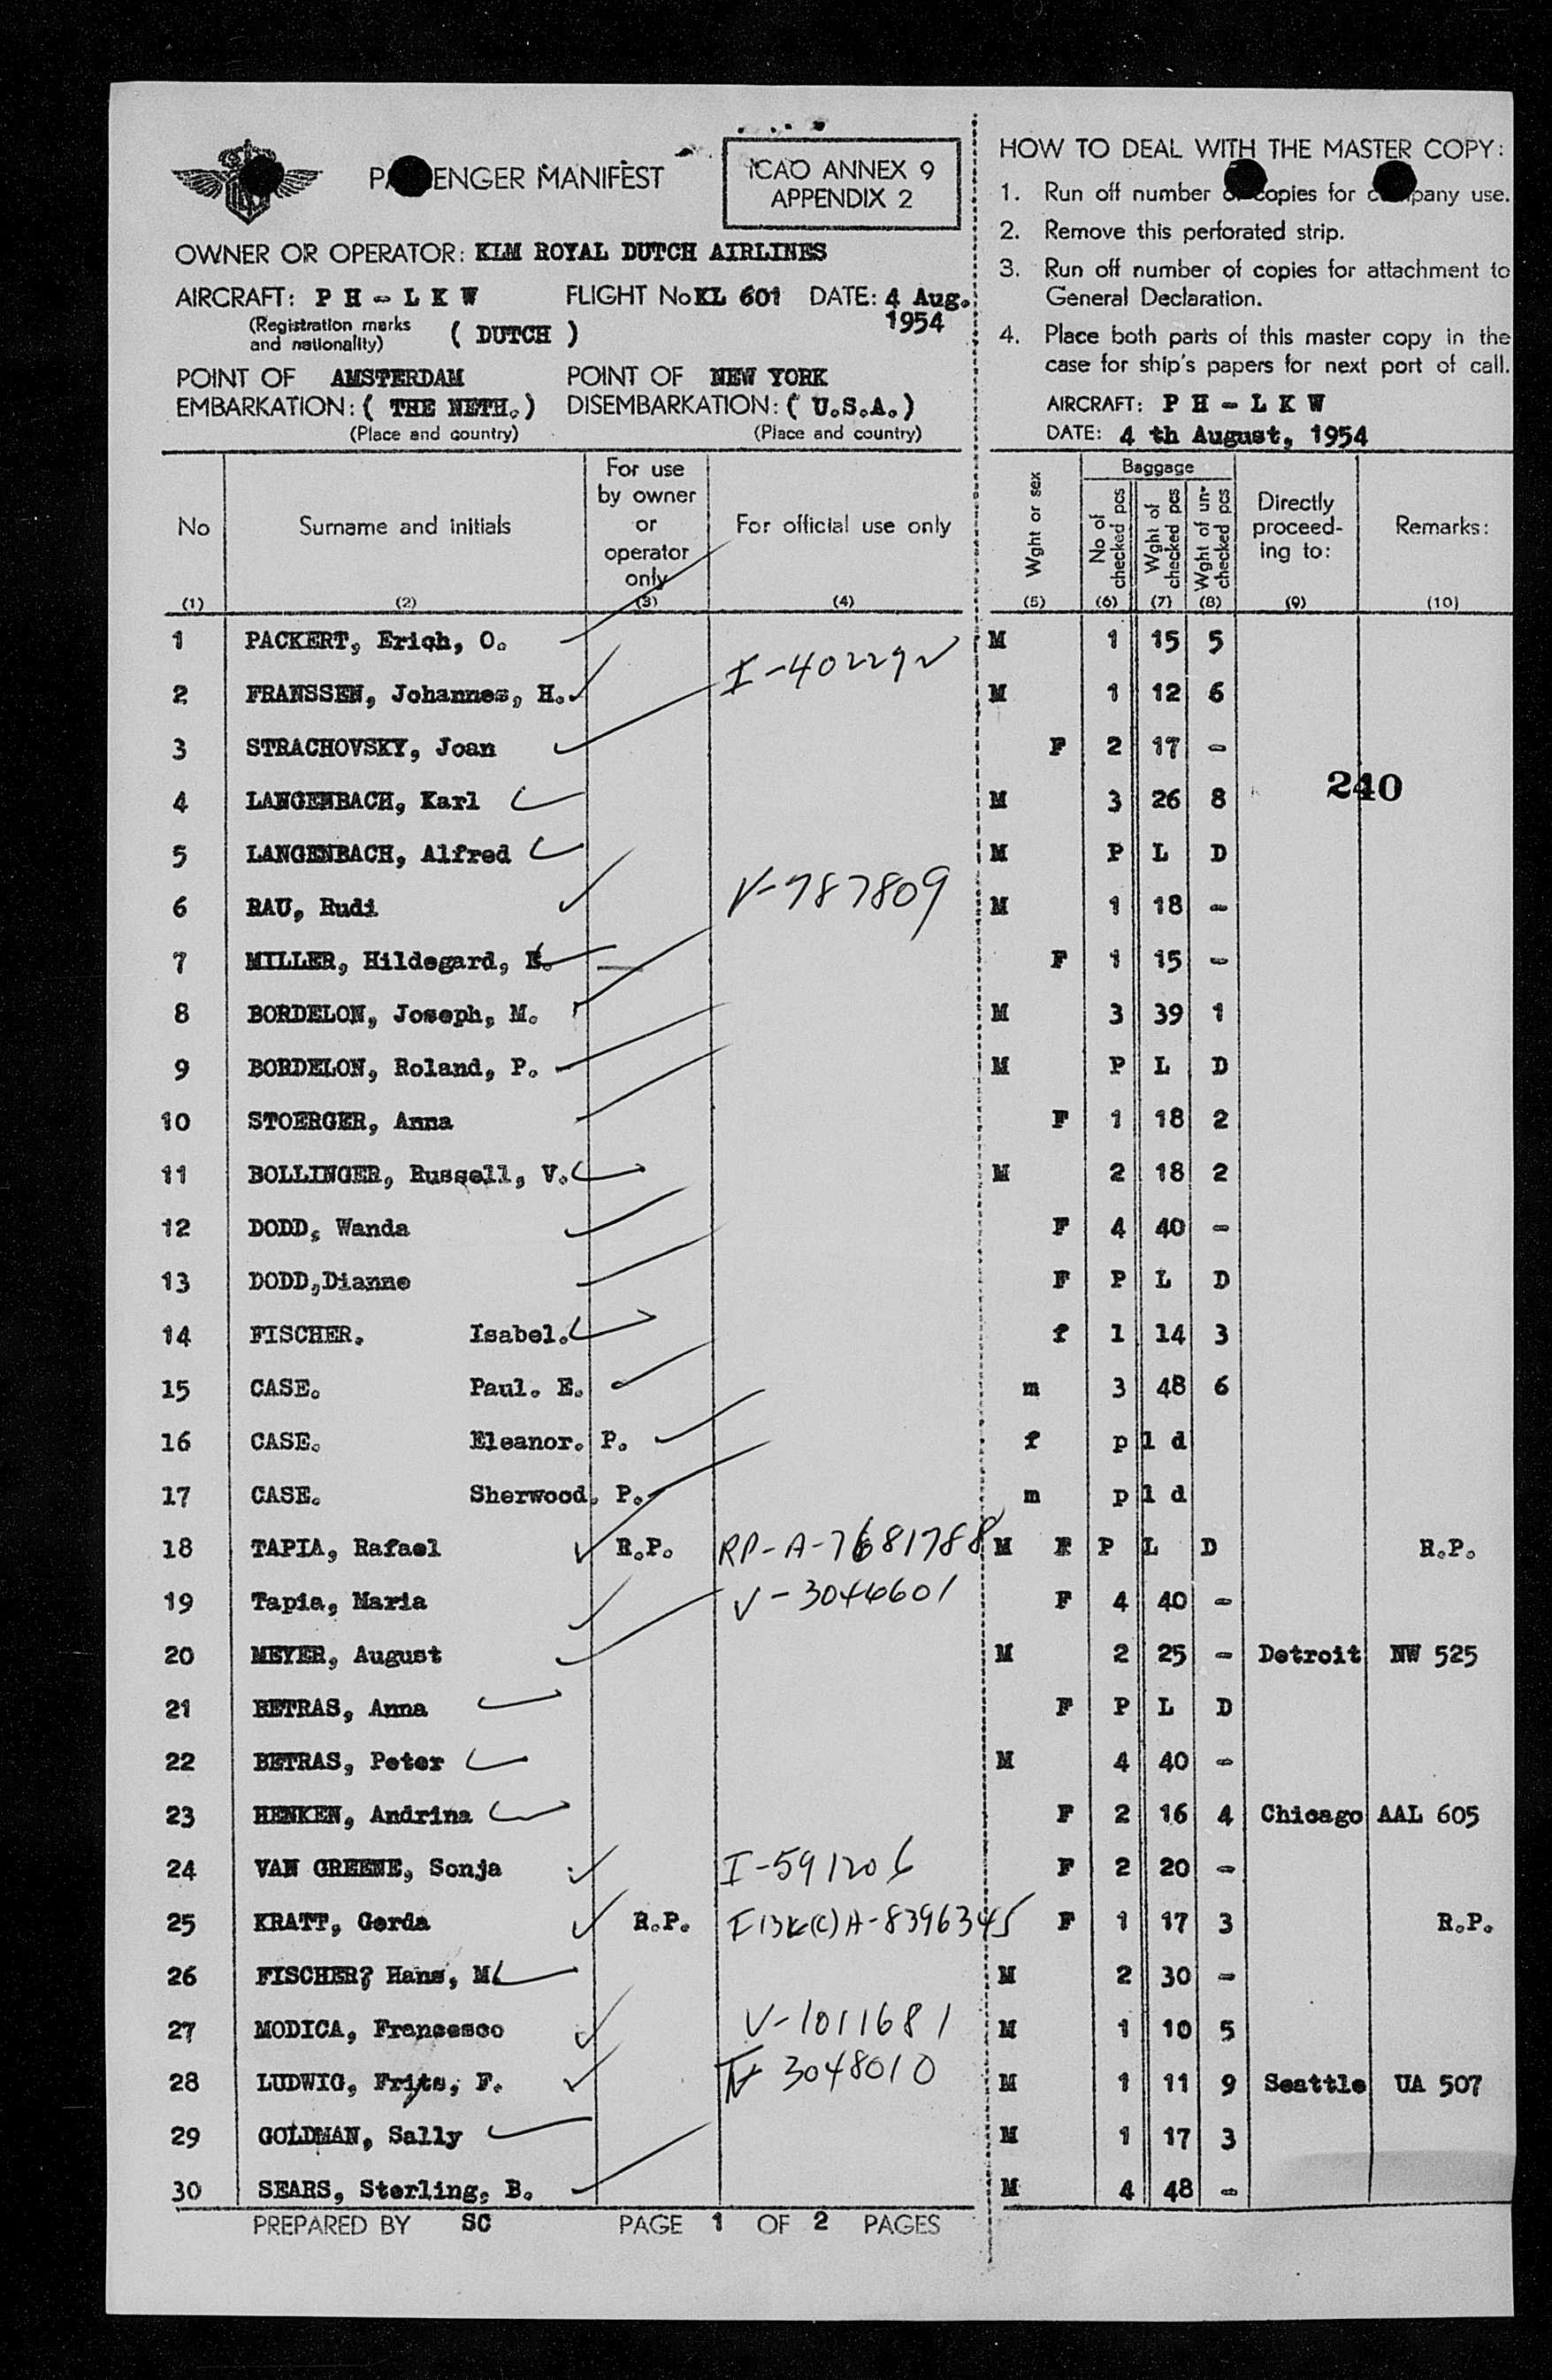 PASSENGER MANIFEST
ICAO ANNEX 9
APPENDIX 2
OWNER OR OPERATOR: KLM ROYAL DUTCH AIRLINES
AIRCRAFT: P H - L K W FLIGHT No KL 601 DATE: 4 Aug.
1954
(Registration marks
and nationality) ( DUTCH )
POINT OF AMSTERDAM POINT OF NEW YORK
EMBARKATION: ( THE NETH. ) DISEMBARKATION: ( U.S.A. )
(Place and country) (Place and country)
HOW TO DEAL WITH THE MASTER COPY:
1. Run off number of copies for company use.
2. Remove this perforated strip.
3. Run off number of copies for attachment to
General Declaration.
4. Place both parts of this master copy in the
case for ship's papers for next port of call.
AIRCRAFT: P H - L K W
DATE: 4 th August, 1954
No Surname and initials For use by owner or operator only For official use only Wght or sex Baggage No of checked pcs Wght of checked pcs Wght of un-checked pcs Directly proceed-ing to: Remarks:
(1) (2) (3) (4) (5) (6) (7) (8) (9) (10)
1 PACKERT, Erich, O. M 1 15 5
2 FRANSSEN, Johannes, H. I-402292 M 1 12 6
3 STRACHOVSKY, Joan F 2 17 -
240
4 LANGENBACH, Karl M 3 26 8
5 LANGENBACH, Alfred M P L D
6 RAU, Rudi V-787809 M 1 18 -
7 MILLER, Hildegard, E. F 1 15 -
8 BORDELON, Joseph, M. M 3 39 1
9 BORDELON, Roland, P. M P L D
10 STOERGER, Anna F 1 18 2
11 BOLLINGER, Russell, V. M 2 18 2
12 DODD, Wanda F 4 40 -
13 DODD,Dianne F P L D
14 FISCHER. Isabel. f 1 14 3
15 CASE. Paul. E. m 3 48 6
16 CASE. Eleanor. P. f p l d
17 CASE. Sherwood. P. m p l d
18 TAPIA, Rafael R.P. RP-A-7681788 M P L D R.P.
19 Tapia, Maria V-3044601 F 4 40 -
20 MEYER, August M 2 25 - Detroit NW 525
21 BETRAS, Anna F P L D
22 BETRAS, Peter M 4 40 -
23 HENKEN, Andrina F 2 16 4 Chicago AAL 605
24 VAN GREENE, Sonja I-591206 F 2 20 -
25 KRATT, Gerda R.P. A-8396345 F 1 17 3 R.P.
26 FISCHER, Hans, M M 2 30 -
27 MODICA, Francesco V-1011681 M 1 10 5
28 LUDWIG, Frits, F. 3048010 M 1 11 9 Seattle UA 507
29 GOLDMAN, Sally M 1 17 3
30 SEARS, Sterling, B. M 4 48 -
PREPARED BY SC PAGE 1 OF 2 PAGES